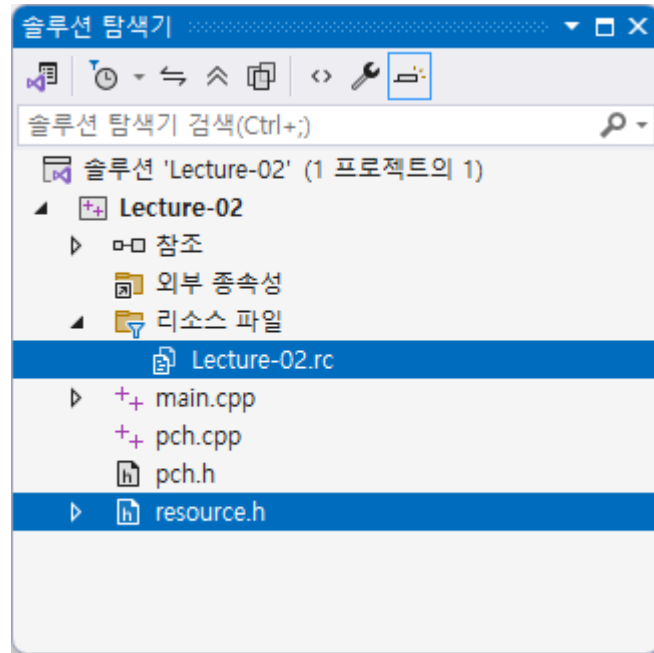 솔루션 탐색기
솔루션 탐색기 검색(Ctrl+;)
솔루션 'Lecture-02' (1 프로젝트의 1)
Lecture-02
참조
외부 종속성
리소스 파일
Lecture-02.rc
main.cpp
pch.cpp
pch.h
resource.h